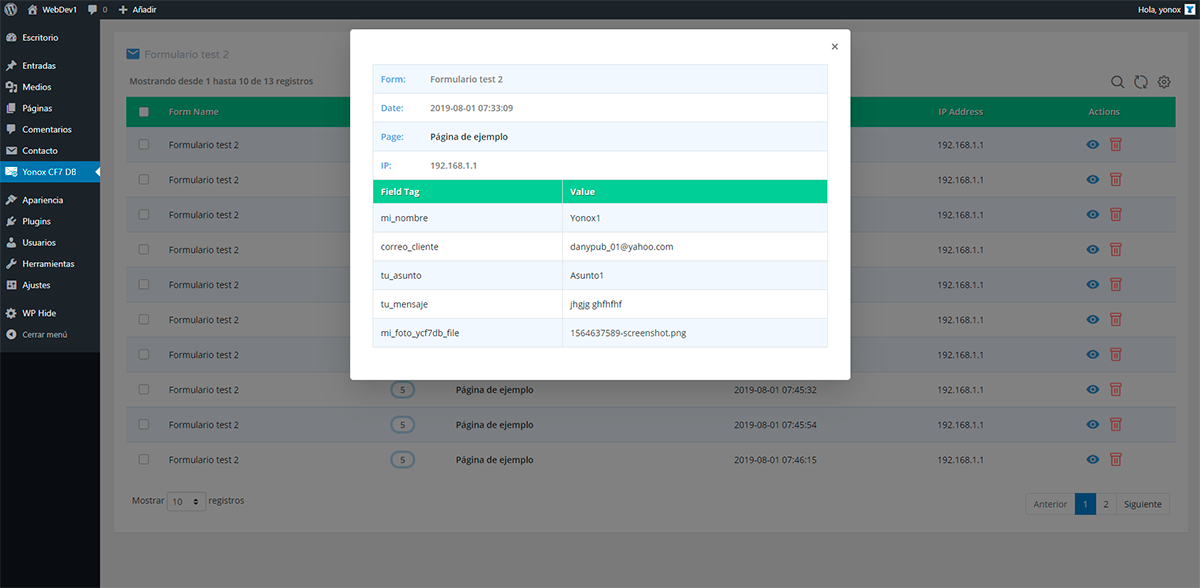 WebDev1 0 Añadir Hola, yonox
Escritorio
Entradas
Medios
Páginas
Comentarios
Contacto
Yonox CF7 DB
Apariencia
Plugins
Usuarios
Herramientas
Ajustes
WP Hide
Cerrar menú
Formulario test 2
Mostrando desde 1 hasta 10 de 13 registros
×
Form: Formulario test 2
Date: 2019-08-01 07:33:09
Page: Página de ejemplo
IP: 192.168.1.1
Field Tag Value
mi_nombre Yonox1
correo_cliente danypub_01@yahoo.com
tu_asunto Asunto1
tu_mensaje jhgjg ghfhfhf
mi_foto_ycf7db_file 1564637589-screenshot.png
Form Name IP Address Actions
Formulario test 2 192.168.1.1
Formulario test 2 192.168.1.1
Formulario test 2 192.168.1.1
Formulario test 2 192.168.1.1
Formulario test 2 192.168.1.1
Formulario test 2 192.168.1.1
Formulario test 2 192.168.1.1
Formulario test 2 5 Página de ejemplo 2019-08-01 07:45:32 192.168.1.1
Formulario test 2 5 Página de ejemplo 2019-08-01 07:45:54 192.168.1.1
Formulario test 2 5 Página de ejemplo 2019-08-01 07:46:15 192.168.1.1
Mostrar 10 registros
Anterior 1 2 Siguiente